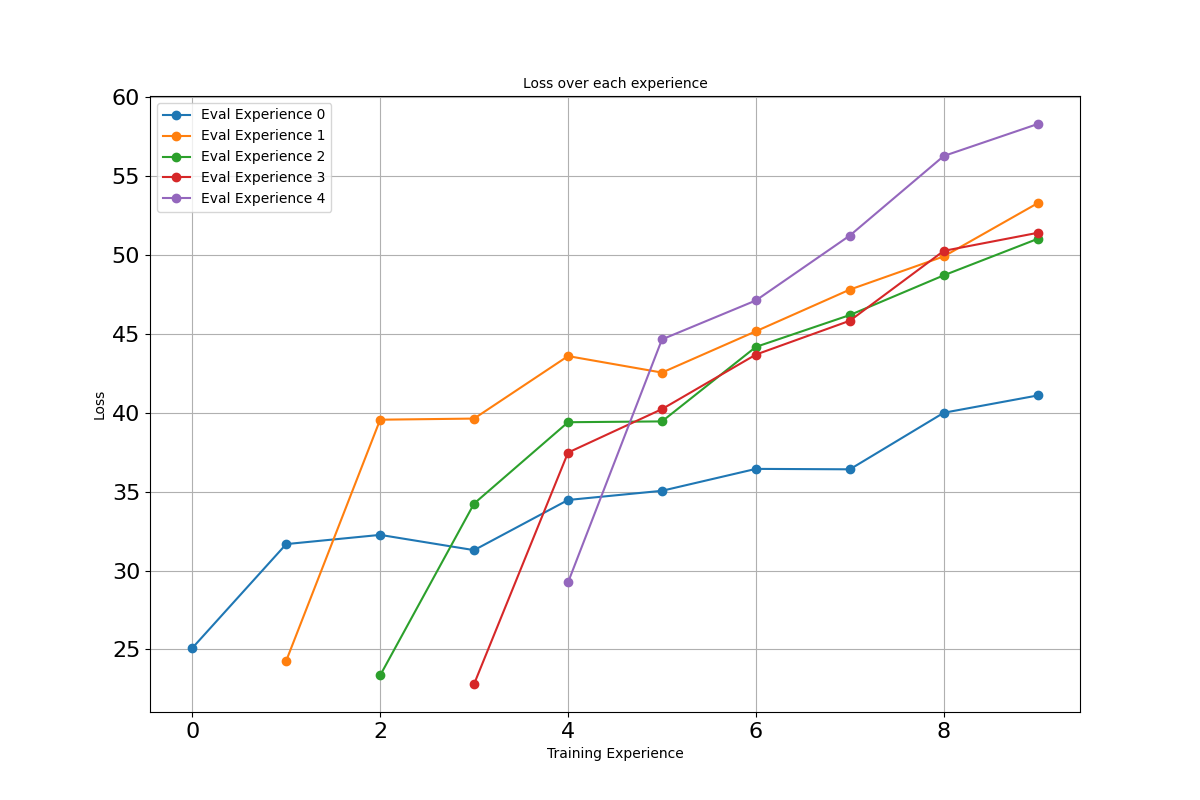 Loss over each experience
60
55
50
45
40
35
30
25
Loss
Eval Experience 0
Eval Experience 1
Eval Experience 2
Eval Experience 3
Eval Experience 4
0 2 4 6 8
Training Experience